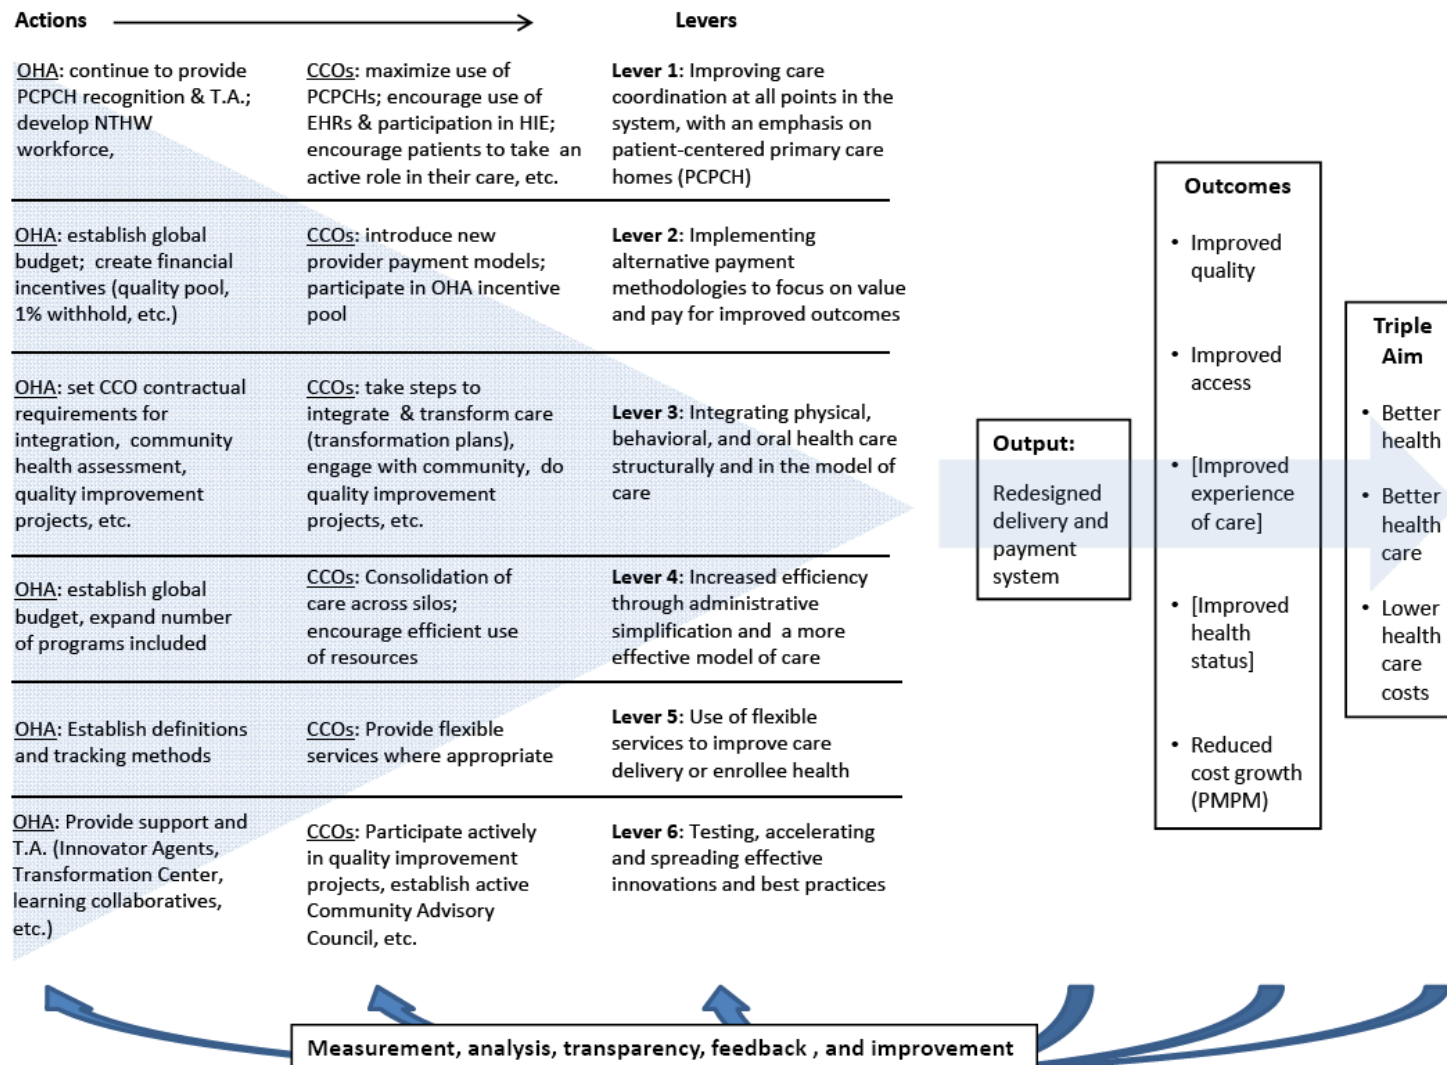 Actions
Levers
OHA: continue to provide
PCPCH recognition & T.A.;
develop NTHW
workforce,
CCOs: maximize use of
PCPCHs; encourage use of
EHRs & participation in HIE;
encourage patients to take an
active role in their care, etc.
Lever 1: Improving care
coordination at all points in the
system, with an emphasis on
patient-centered primary care
homes (PCPCH)
OHA: establish global
budget; create financial
incentives (quality pool,
1% withhold, etc.)
CCOs: introduce new
provider payment models;
participate in OHA incentive
pool
Lever 2: Implementing
alternative payment
methodologies to focus on value
and pay for improved outcomes
OHA: set CCO contractual
requirements for
integration, community
health assessment,
quality improvement
projects, etc.
CCOs: take steps to
integrate & transform care
(transformation plans),
engage with community, do
quality improvement
projects, etc.
Lever 3: Integrating physical,
behavioral, and oral health care
structurally and in the model of
care
OHA: establish global
budget, expand number
of programs included
CCOs: Consolidation of
care across silos;
encourage efficient use
of resources
Lever 4: Increased efficiency
through administrative
simplification and a more
effective model of care
OHA: Establish definitions
and tracking methods
CCOs: Provide flexible
services where appropriate
Lever 5: Use of flexible
services to improve care
delivery or enrollee health
OHA: Provide support and
T.A. (Innovator Agents,
Transformation Center,
learning collaboratives,
etc.)
CCOs: Participate actively
in quality improvement
projects, establish active
Community Advisory
Council, etc.
Lever 6: Testing, accelerating
and spreading effective
innovations and best practices
Output:
Redesigned
delivery and
payment
system
Outcomes
• Improved
quality
• Improved
access
• [Improved
experience
of care]
• [Improved
health
status]
• Reduced
cost growth
(PMPM)
Triple
Aim
• Better
health
• Better
health
care
• Lower
health
care
costs
Measurement, analysis, transparency, feedback , and improvement